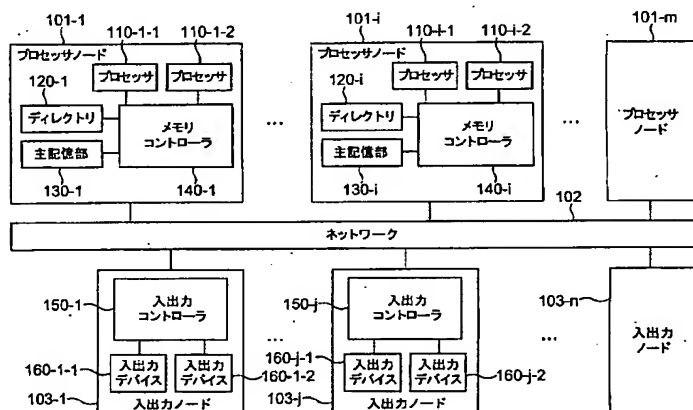 101-1
101-i
101-m
プロセッサノード
110-1-1
110-1-2
プロセッサノード
110-i-1
110-i-2
120-1
プロセッサ
プロセッサ
120-i
プロセッサ
プロセッサ
ディレクトリ
メモリ
コントローラ
ディレクトリ
メモリ
コントローラ
プロセッサ
ノード
主記憶部
主記憶部
...
...
130-1
140-1
130-i
140-i
102
ネットワーク
150-1
入出力
コントローラ
150-j
入出力
コントローラ
103-n
入出力
ノード
...
...
160-1-1
入出力
デバイス
入出力
デバイス
160-1-2
160-j-1
入出力
デバイス
入出力
デバイス
160-j-2
103-1
入出力ノード
103-j
入出力ノード